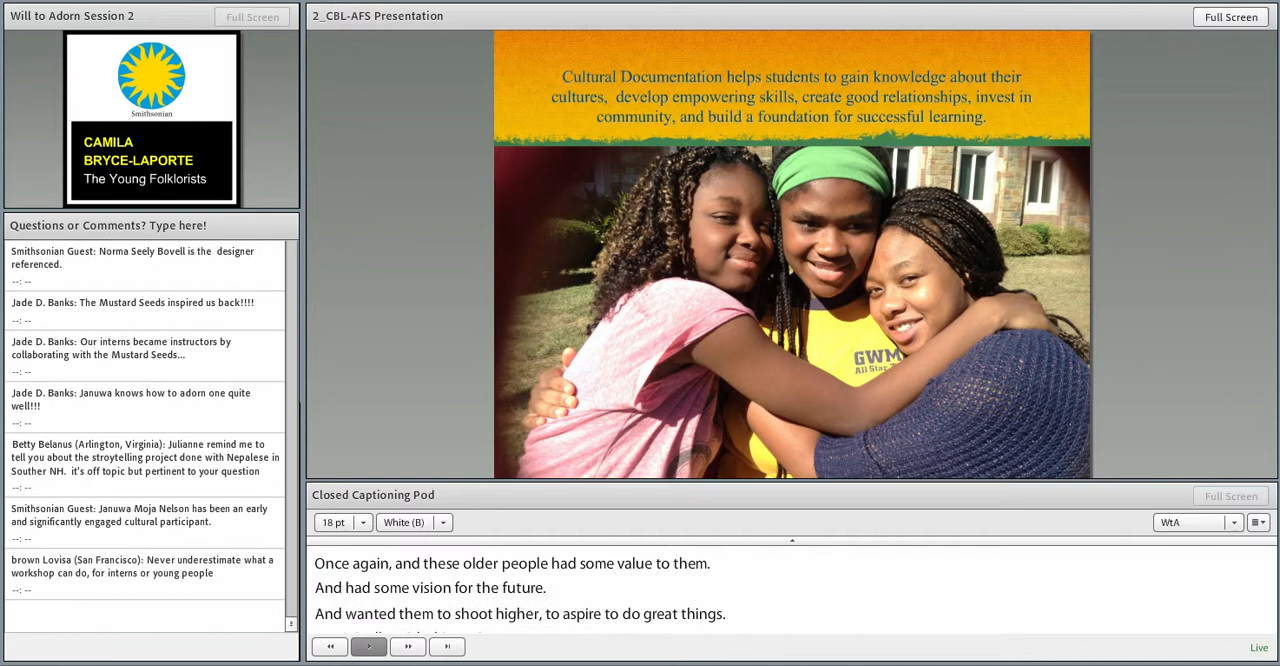 Will to Adorn Session 2
Full Screen
Smithsonian
CAMILA
BRYCE-LAPORTE
The Young Folklorists
Questions or Comments? Type here!
Smithsonian Guest: Norma Seely Bovell is the designer
referenced.
--: --
Jade D. Banks: The Mustard Seeds inspired us back!!!!
--: --
Jade D. Banks: Our interns became instructors by
collaborating with the Mustard Seeds...
--: --
Jade D. Banks: Januwa knows how to adorn one quite
well!!!
--: --
Betty Belanus (Arlington, Virginia): Julianne remind me to
tell you about the stroytelling project done with Nepalese in
Souther NH. it's off topic but pertinent to your question
--: --
Smithsonian Guest: Januwa Moja Nelson has been an early
and significantly engaged cultural participant.
--: --
brown Lovisa (San Francisco): Never underestimate what a
workshop can do, for interns or young people
--: --
2_CBL-AFS Presentation
Full Screen
Cultural Documentation helps students to gain knowledge about their
cultures, develop empowering skills, create good relationships, invest in
community, and build a foundation for successful learning.
GWM
All Star
Closed Captioning Pod
Full Screen
18 pt
White (B)
WtA
Once again, and these older people had some value to them.
And had some vision for the future.
And wanted them to shoot higher, to aspire to do great things.
Live